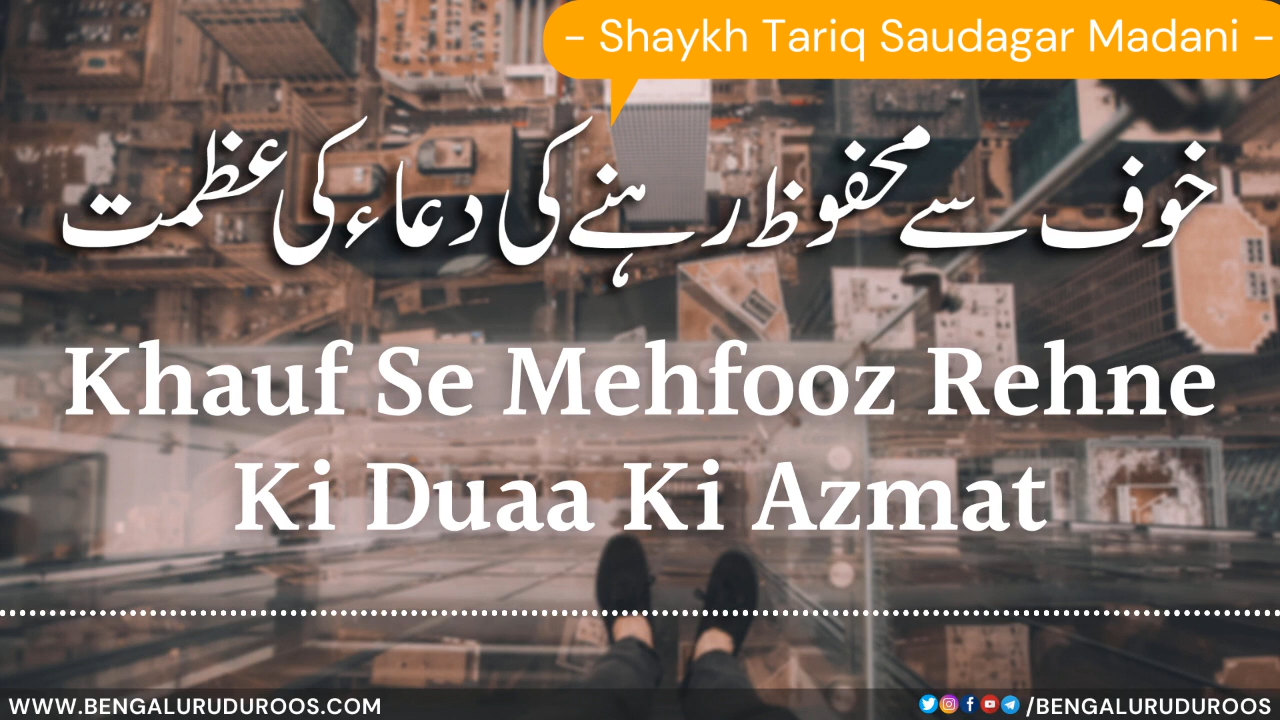 - Shaykh Tariq Saudagar Madani -
خوف سے محفوظ رہنے کی دعاء کی عظمت
Khauf Se Mehfooz Rehne
Ki Duaa Ki Azmat
WWW.BENGALURUDUROOS.COM
/BENGALURUDUROOS